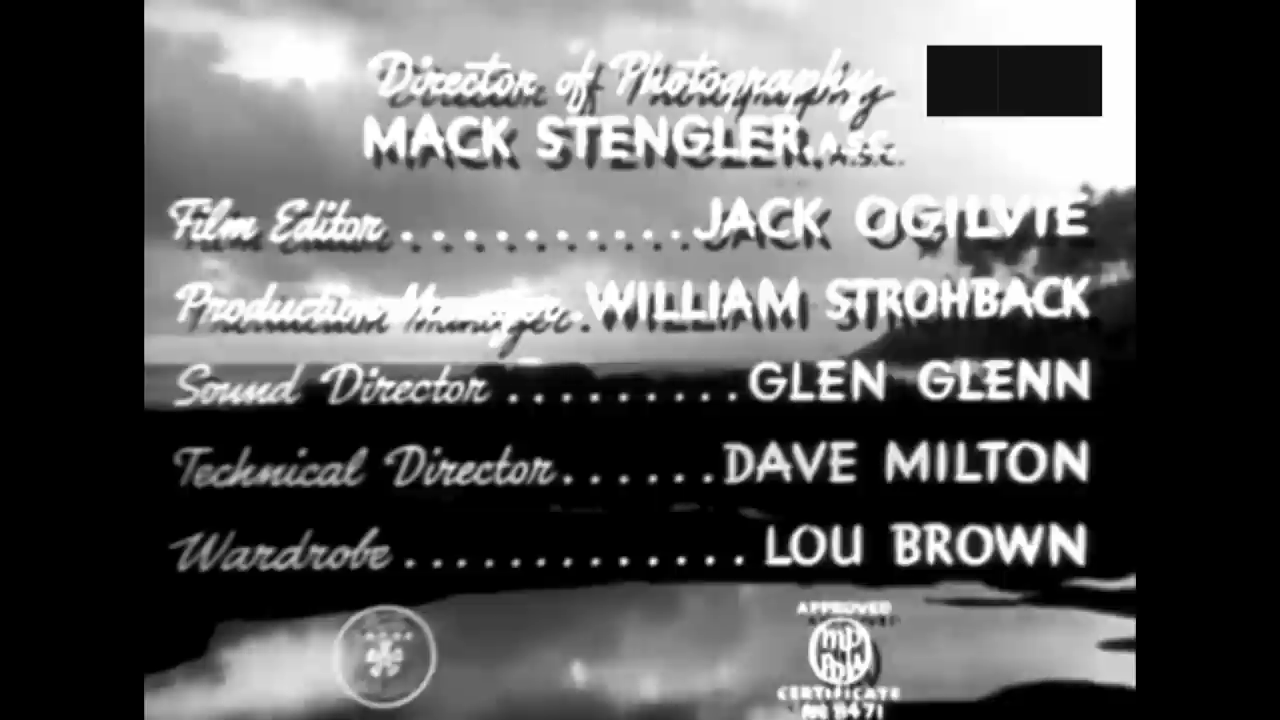 Director of Photography
MACK STENGLER, A.S.C.
Film Editor ........... JACK OGILVIE
Production Manager . WILLIAM STROHBACK
Sound Director ......... GLEN GLENN
Technical Director ...... DAVE MILTON
Wardrobe ............. LOU BROWN
APPROVED
MPPDA
CERTIFICATE